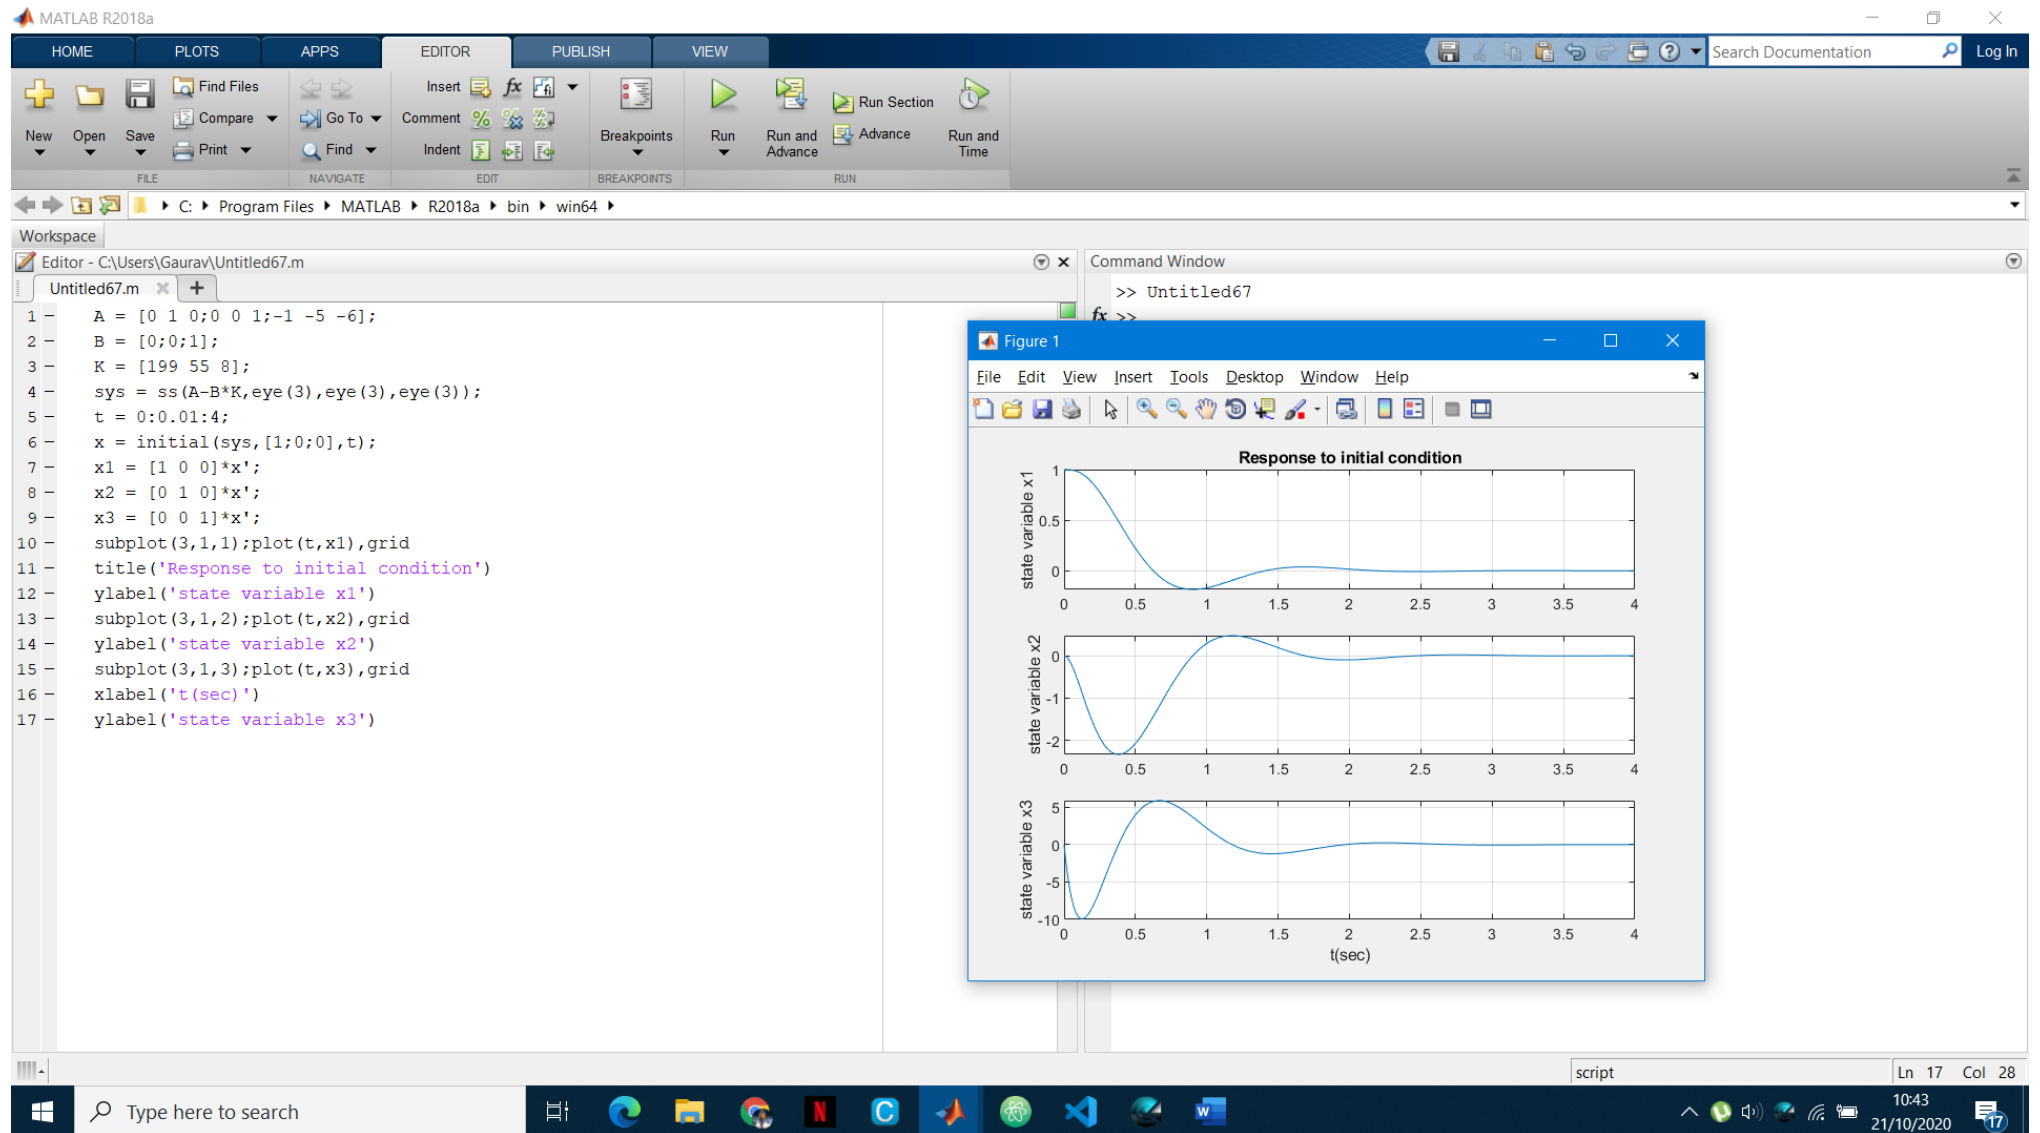 MATLAB R2018a
HOME PLOTS APPS EDITOR PUBLISH VIEW
Search Documentation Log In
Find Files Insert fx fi
Compare Go To Comment Run Section
New Open Save Print Find Indent Breakpoints Run Run and Advance Advance Run and Time
FILE NAVIGATE EDIT BREAKPOINTS RUN
C: Program Files MATLAB R2018a bin win64
Workspace
Editor - C:\Users\Gaurav\Untitled67.m
Untitled67.m
1 A = [0 1 0;0 0 1;-1 -5 -6];
2 B = [0;0;1];
3 K = [199 55 8];
4 sys = ss(A-B*K,eye(3),eye(3),eye(3));
5 t = 0:0.01:4;
6 x = initial(sys,[1;0;0],t);
7 x1 = [1 0 0]*x';
8 x2 = [0 1 0]*x';
9 x3 = [0 0 1]*x';
10 subplot(3,1,1);plot(t,x1),grid
11 title('Response to initial condition')
12 ylabel('state variable x1')
13 subplot(3,1,2);plot(t,x2),grid
14 ylabel('state variable x2')
15 subplot(3,1,3);plot(t,x3),grid
16 xlabel('t(sec)')
17 ylabel('state variable x3')
Command Window
>> Untitled67
fx >>
Figure 1
File Edit View Insert Tools Desktop Window Help
Response to initial condition
state variable x1
1
0.5
0
0 0.5 1 1.5 2 2.5 3 3.5 4
state variable x2
0
-1
-2
0 0.5 1 1.5 2 2.5 3 3.5 4
state variable x3
5
0
-5
-10
0 0.5 1 1.5 2 2.5 3 3.5 4
t(sec)
script Ln 17 Col 28
Type here to search
10:43
21/10/2020
17